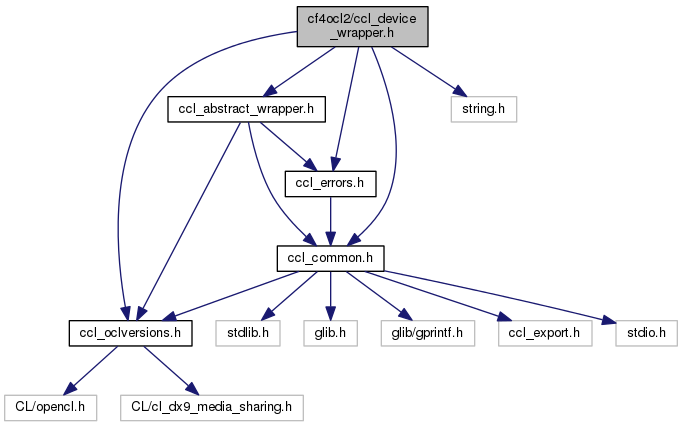 cf4ocl2/ccl_device
_wrapper.h
ccl_abstract_wrapper.h
string.h
ccl_errors.h
ccl_common.h
ccl_oclversions.h
stdlib.h
glib.h
glib/gprintf.h
ccl_export.h
stdio.h
CL/opencl.h
CL/cl_dx9_media_sharing.h